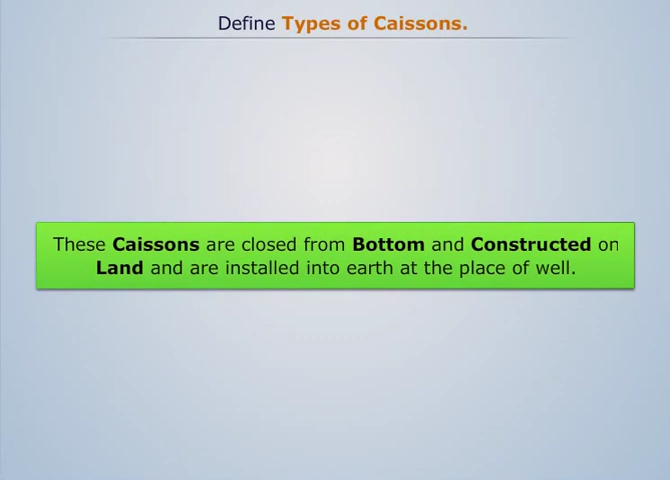 Define Types of Caissons.
These Caissons are closed from Bottom and Constructed on
Land and are installed into earth at the place of well.